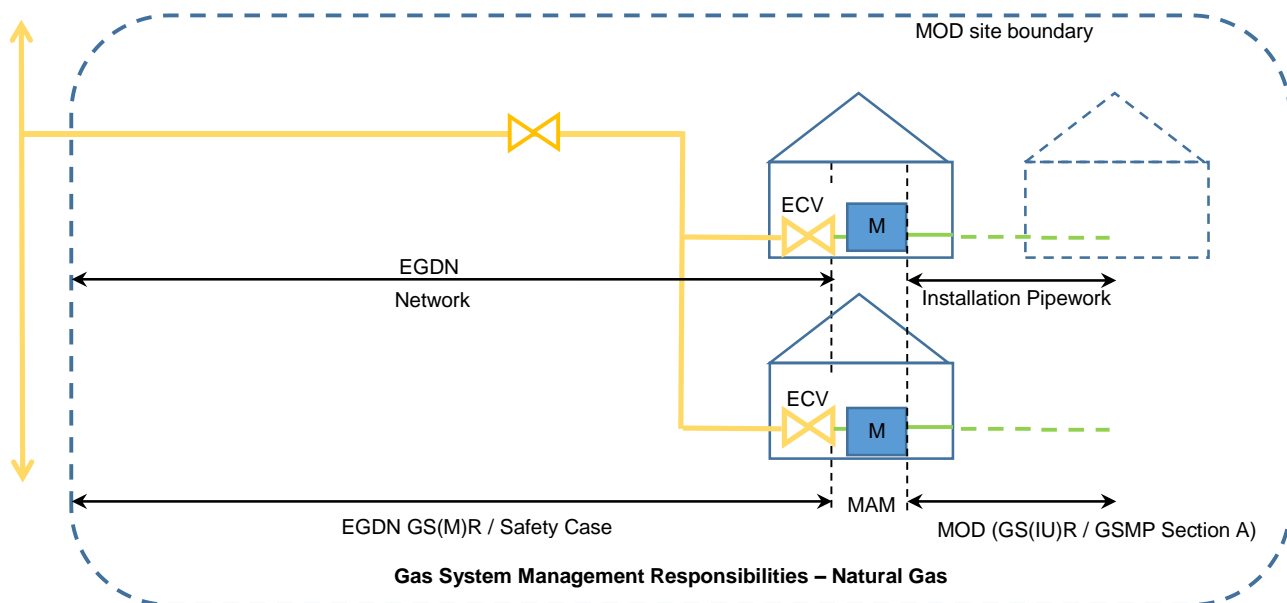 MOD site boundary
ECV
M
EGDN
Network
Installation Pipework
ECV
M
MAM
EGDN GS(M)R / Safety Case
MOD (GS(IU)R / GSMP Section A)
Gas System Management Responsibilities – Natural Gas